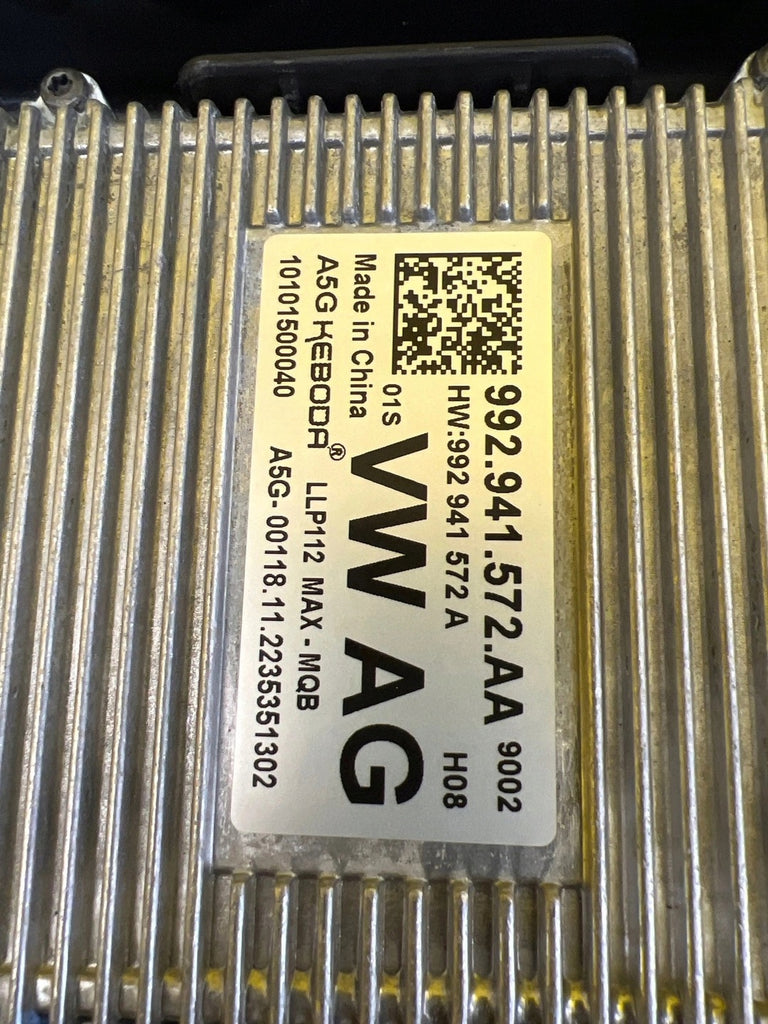 992.941.572.AA 9002
HW:992 941 572 A H08
01S VW AG
Made in China
A5G KEBODA® LLP112 MAX - MQB
10101500040 A5G- 00118.11.2235351302